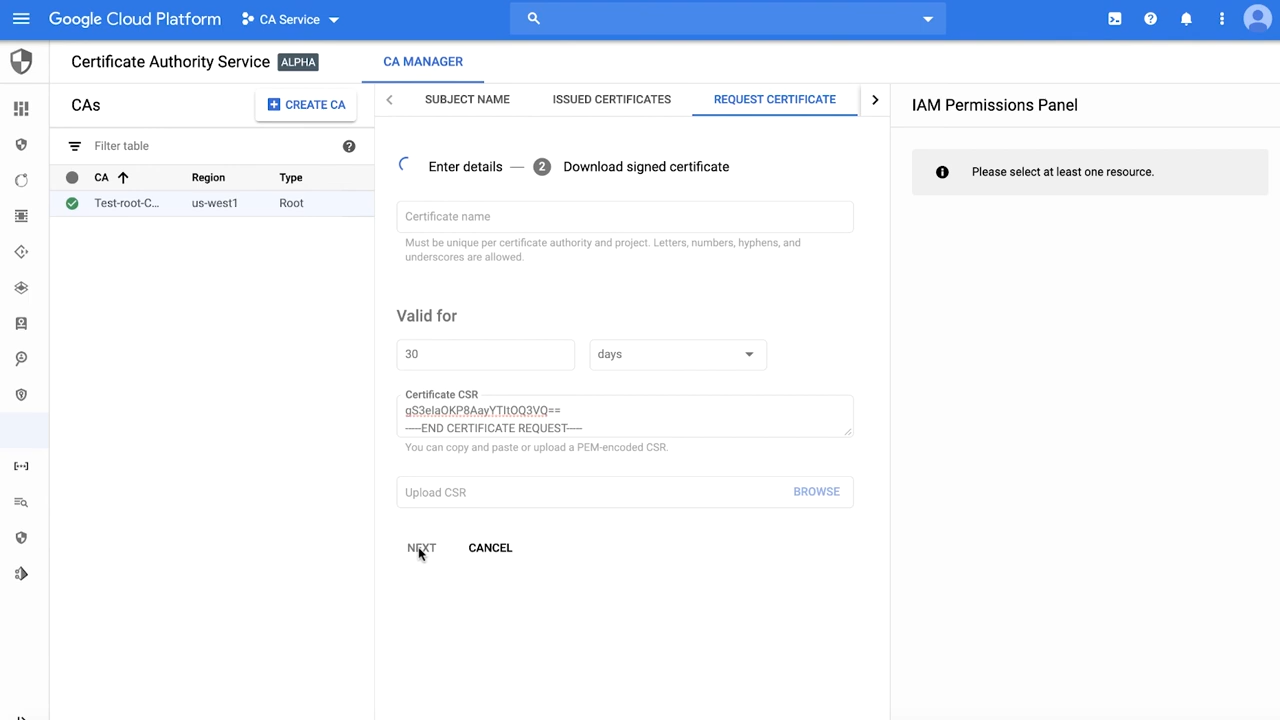 Google Cloud Platform
CA Service
Certificate Authority Service ALPHA
CA MANAGER
CAs
CREATE CA
SUBJECT NAME
ISSUED CERTIFICATES
REQUEST CERTIFICATE
IAM Permissions Panel
Filter table
Enter details — 2 Download signed certificate
Please select at least one resource.
CA Region Type
Test-root-C... us-west1 Root
Certificate name
Must be unique per certificate authority and project. Letters, numbers, hyphens, and
underscores are allowed.
Valid for
30
days
Certificate CSR
gS3eIaOKP8AayYTItOQ3VQ==
-----END CERTIFICATE REQUEST-----
You can copy and paste or upload a PEM-encoded CSR.
Upload CSR
BROWSE
NEXT
CANCEL